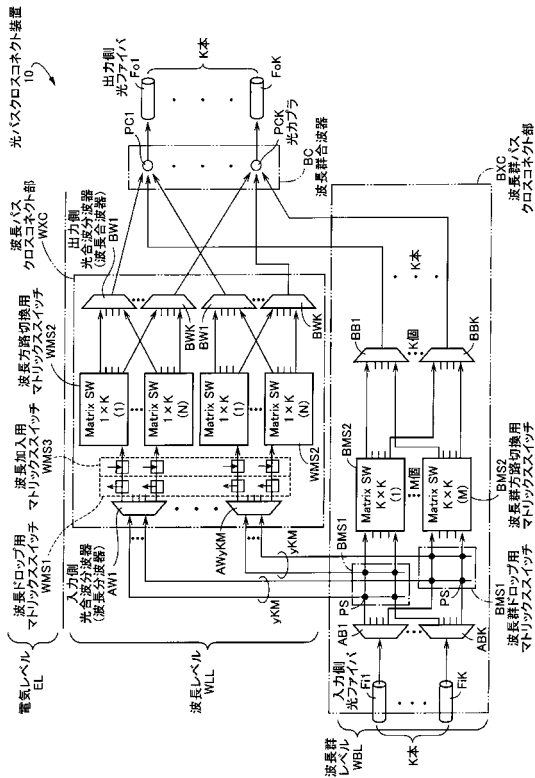 光パスクロスコネクト装置
10
電気レベル
EL
波長レベル
WLL
波長群
レベル
WBL
波長ドロップ用
マトリックススイッチ
WMS1
波長加入用
マトリックススイッチ
WMS3
波長方路切換用
マトリックススイッチ
WMS2
波長パス
クロスコネクト部
WXC
入力側
光合波分波器
(波長分波器)
AW1
AWyKM
Matrix SW
1×K
(1)
Matrix SW
1×K
(N)
Matrix SW
1×K
(1)
Matrix SW
1×K
(N)
WMS2
出力側
光合波分波器
(波長合波器)
BW1
BWK
BW1
BWK
出力側
光ファイバ
Fo1
FoK
K本
PC1
PCK
光カプラ
BC
波長群合波器
yKM
yKM
入力側
光ファイバ
Fi1
FiK
K本
AB1
ABK
PS
PS
BMS1
BMS1
波長群ドロップ用
マトリックススイッチ
BMS2
Matrix SW
K×K
(1)
M個
Matrix SW
K×K
(M)
BMS2
波長群方路切換用
マトリックススイッチ
BB1
K個
BBK
K本
BXC
波長群パス
クロスコネクト部